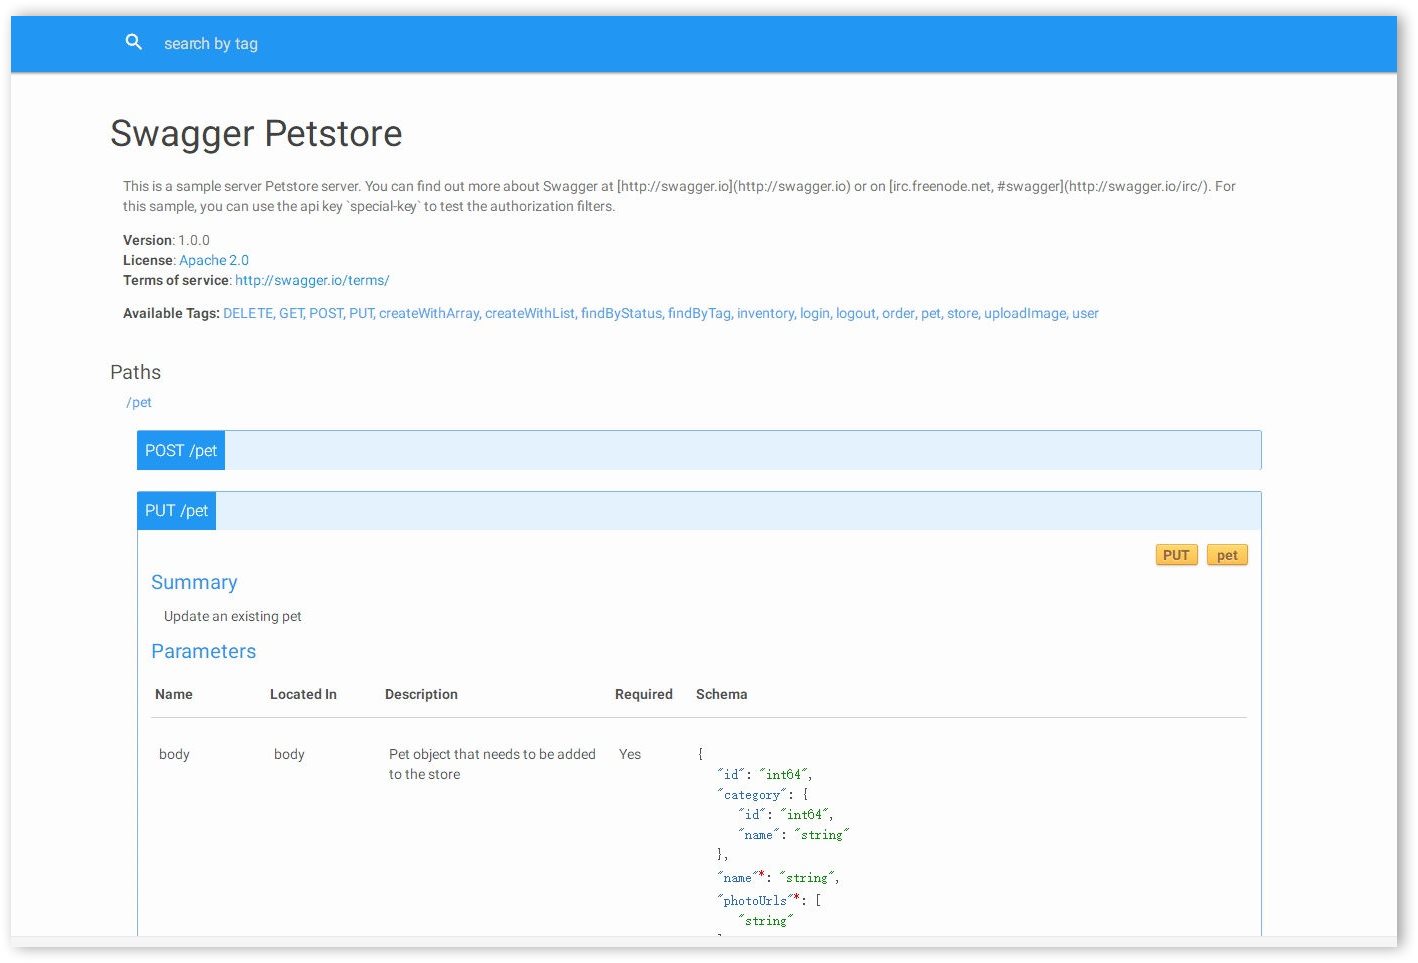 search by tag
Swagger Petstore
This is a sample server Petstore server. You can find out more about Swagger at [http://swagger.io](http://swagger.io) or on [irc.freenode.net, #swagger](http://swagger.io/irc/). For
this sample, you can use the api key `special-key` to test the authorization filters.
Version: 1.0.0
License: Apache 2.0
Terms of service: http://swagger.io/terms/
Available Tags: DELETE, GET, POST, PUT, createWithArray, createWithList, findByStatus, findByTag, inventory, login, logout, order, pet, store, uploadImage, user
Paths
/pet
POST /pet
PUT /pet
PUT pet
Summary
Update an existing pet
Parameters
Name Located In Description Required Schema
body body Pet object that needs to be added Yes {
to the store "id": "int64",
"category": {
"id": "int64",
"name": "string"
},
"name"*: "string",
"photoUrls"*: [
"string"